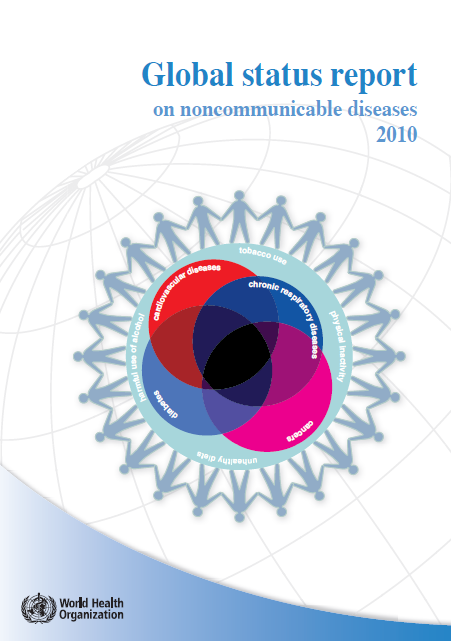 Global status report
on noncommunicable diseases
2010
tobacco use
cardiovascular diseases
chronic respiratory diseases
physical inactivity
harmful use of alcohol
diabetes
cancers
unhealthy diets
World Health
Organization